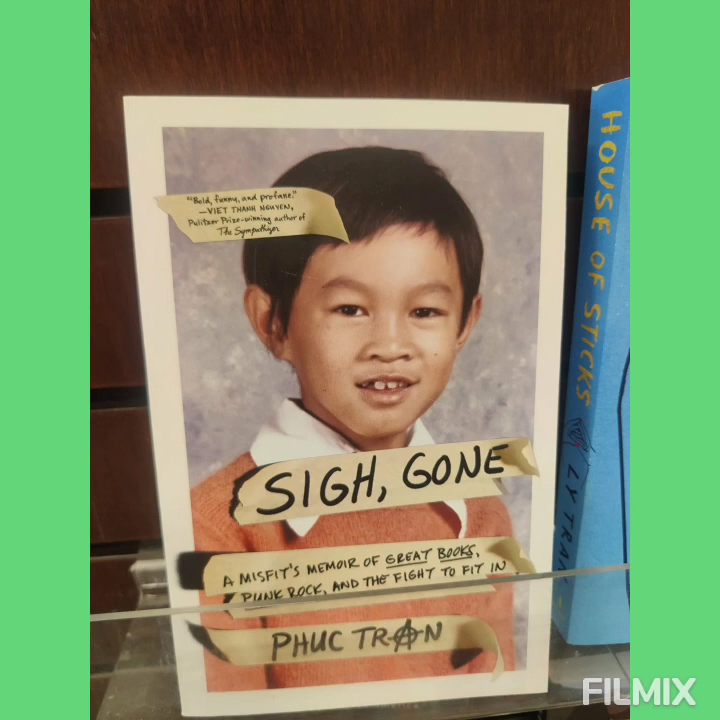 "Bold, funny, and profane."
—VIET THANH NGUYEN,
Pulitzer Prize-winning author of
The Sympathizer
SIGH, GONE
A MISFIT'S MEMOIR OF GREAT BOOKS,
PUNK ROCK, AND THE FIGHT TO FIT IN
PHUC TRAN
HOUSE OF STICKS
LY TRAN
FILMIX